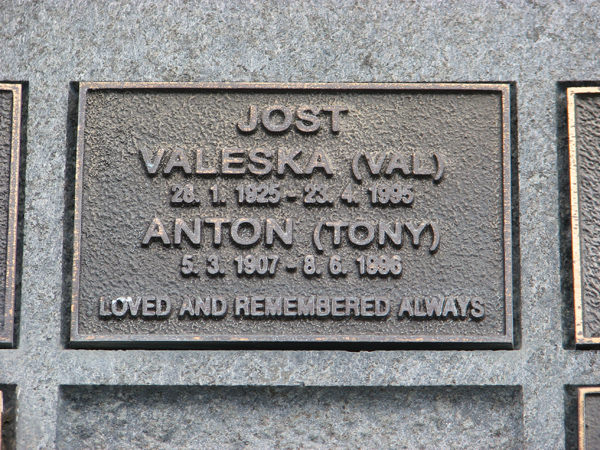 JOST
VALESKA (VAL)
28. 1. 1925 - 23. 4. 1995
ANTON (TONY)
5. 3. 1907 - 8. 6. 1996
LOVED AND REMEMBERED ALWAYS